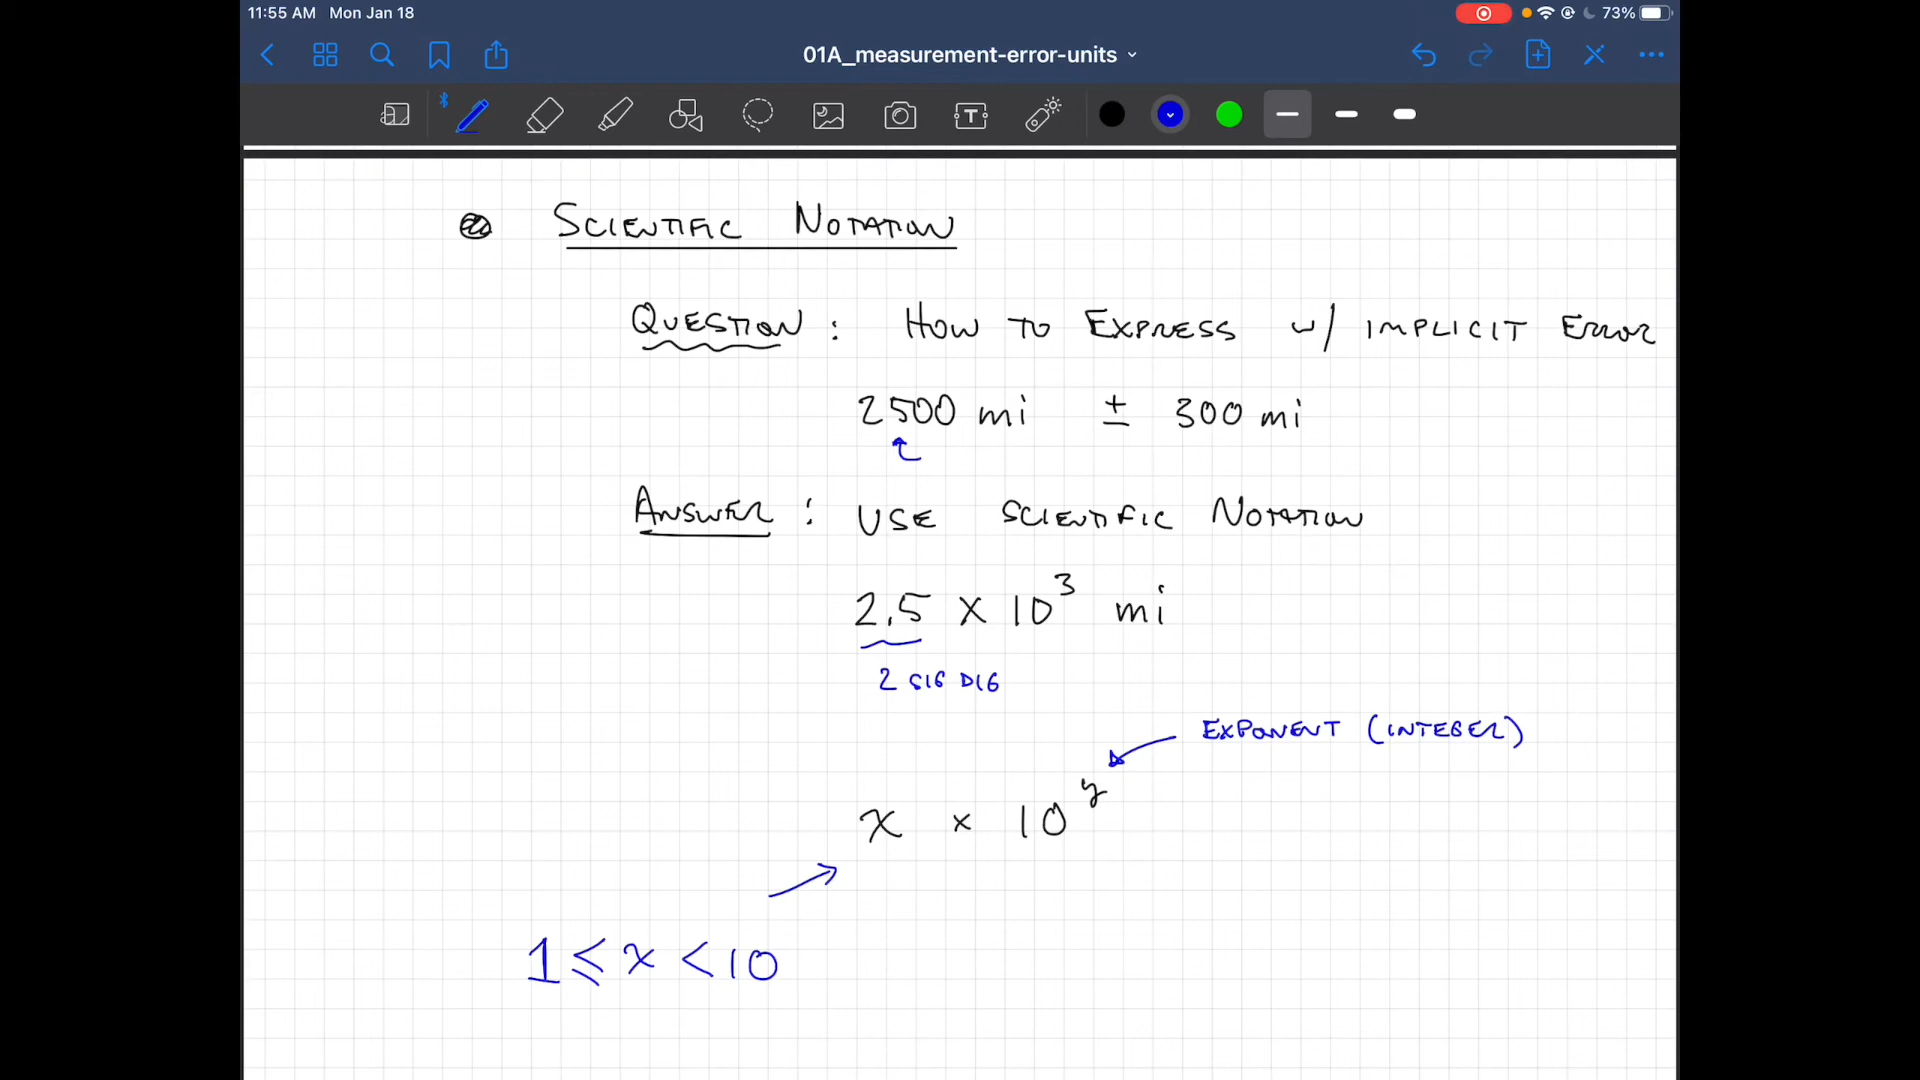 11:55 AM Mon Jan 18
73%
01A_measurement-error-units
T
SCIENTIFIC NOTATION
QUESTION : HOW TO EXPRESS w/ IMPLICIT ERROR
2500 mi ± 300 mi
ANSWER : USE SCIENTIFIC NOTATION
2.5 × 10³ mi
2 SIG DIG
EXPONENT (INTEGER)
x × 10ʸ
1 ≤ x < 10